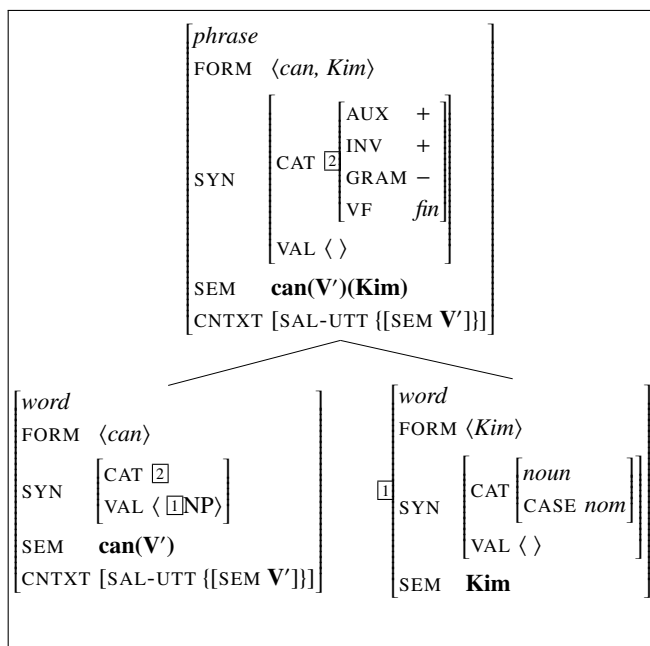 phrase
FORM ⟨can, Kim⟩
AUX +
INV +
CAT 2
GRAM −
SYN
VF fin
VAL ⟨ ⟩
SEM can(V′)(Kim)
CNTXT [SAL-UTT {[SEM V′]}]
word
FORM ⟨can⟩
CAT 2
SYN
VAL ⟨ 1NP⟩
SEM can(V′)
CNTXT [SAL-UTT {[SEM V′]}]
word
FORM ⟨Kim⟩
1
noun
CAT
CASE nom
SYN
VAL ⟨ ⟩
SEM Kim